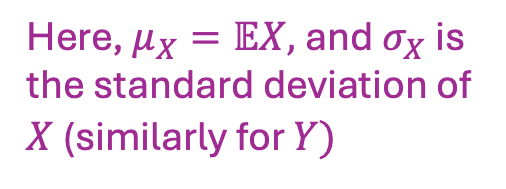 Here, μ_X = 𝔼X, and σ_X is
the standard deviation of
X (similarly for Y)